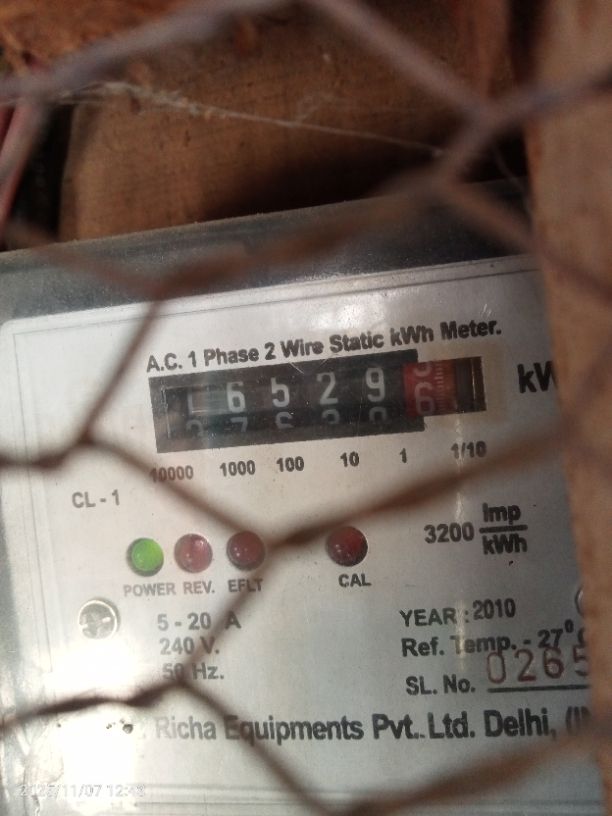 A.C. 1 Phase 2 Wire Static kWh Meter.
6 5 2 9 6
10000 1000 100 10 1 1/10
CL - 1
3200 Imp
kWh
POWER REV. EFLT CAL
5 - 20 A
240 V.
50 Hz.
YEAR : 2010
Ref. Temp. - 27°
SL. No. 0265
Richa Equipments Pvt. Ltd. Delhi,